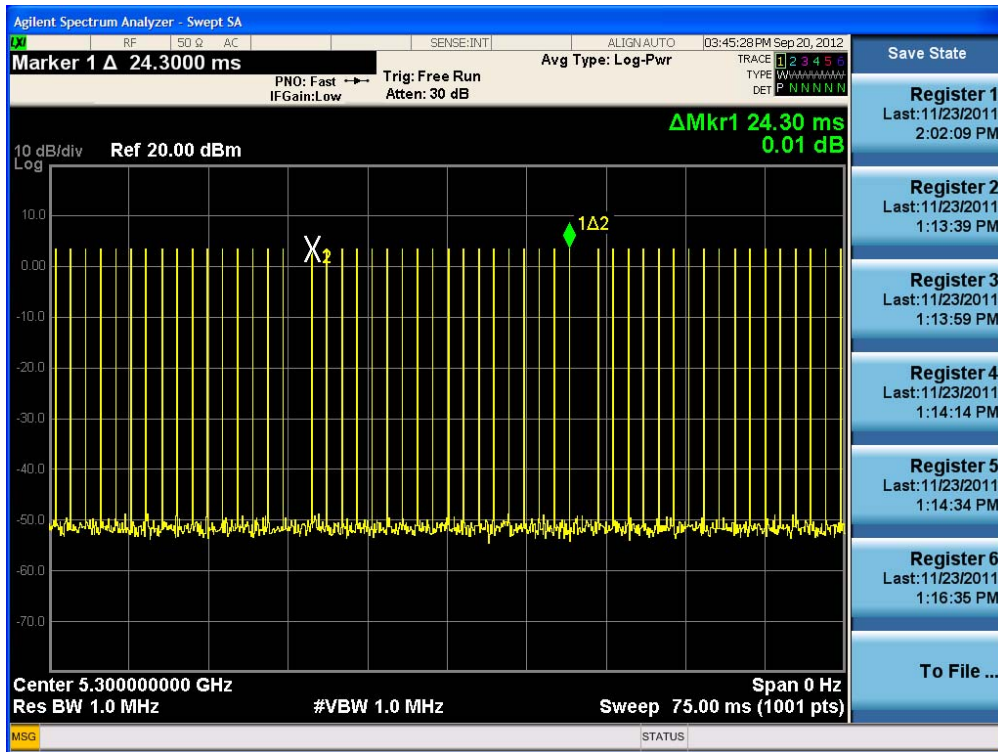 Agilent Spectrum Analyzer - Swept SA
LXI RF 50 Ω AC SENSE:INT ALIGN AUTO 03:45:28 PM Sep 20, 2012
Marker 1 Δ 24.3000 ms
PNO: Fast
IFGain:Low
Trig: Free Run
Atten: 30 dB
Avg Type: Log-Pwr
TRACE 1 2 3 4 5 6
TYPE W
DET P N N N N N
ΔMkr1 24.30 ms
0.01 dB
10 dB/div Ref 20.00 dBm
Log
10.0
0.00
-10.0
-20.0
-30.0
-40.0
-50.0
-60.0
-70.0
X2
1Δ2
Center 5.300000000 GHz Span 0 Hz
Res BW 1.0 MHz #VBW 1.0 MHz Sweep 75.00 ms (1001 pts)
MSG STATUS
Save State
Register 1
Last:11/23/2011
2:02:09 PM
Register 2
Last:11/23/2011
1:13:39 PM
Register 3
Last:11/23/2011
1:13:59 PM
Register 4
Last:11/23/2011
1:14:14 PM
Register 5
Last:11/23/2011
1:14:34 PM
Register 6
Last:11/23/2011
1:16:35 PM
To File ...